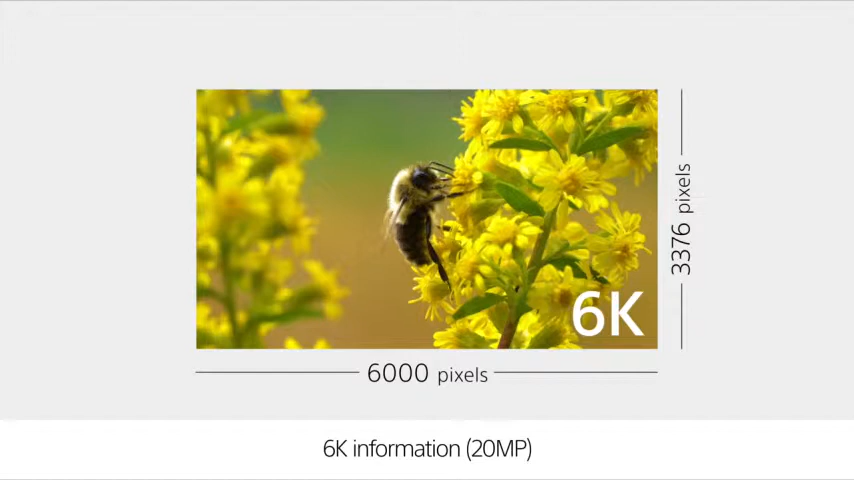 6K
3376 pixels
6000 pixels
6K information (20MP)